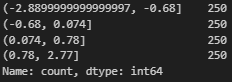 (-2.8899999999999997, -0.68]    250
(-0.68, 0.074]                  250
(0.074, 0.78]                   250
(0.78, 2.77]                    250
Name: count, dtype: int64